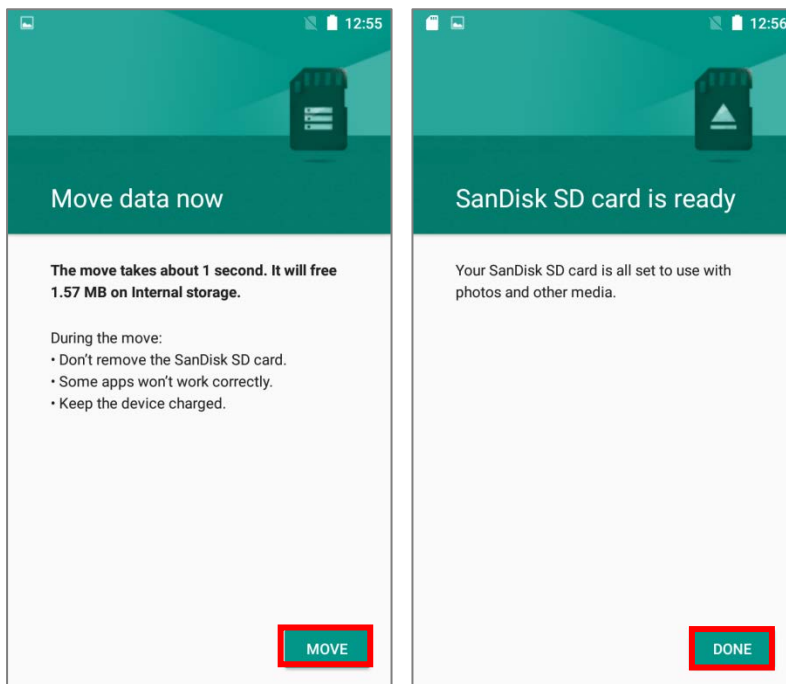 12:55
Move data now
The move takes about 1 second. It will free
1.57 MB on Internal storage.
During the move:
• Don't remove the SanDisk SD card.
• Some apps won't work correctly.
• Keep the device charged.
MOVE
12:56
SanDisk SD card is ready
Your SanDisk SD card is all set to use with
photos and other media.
DONE